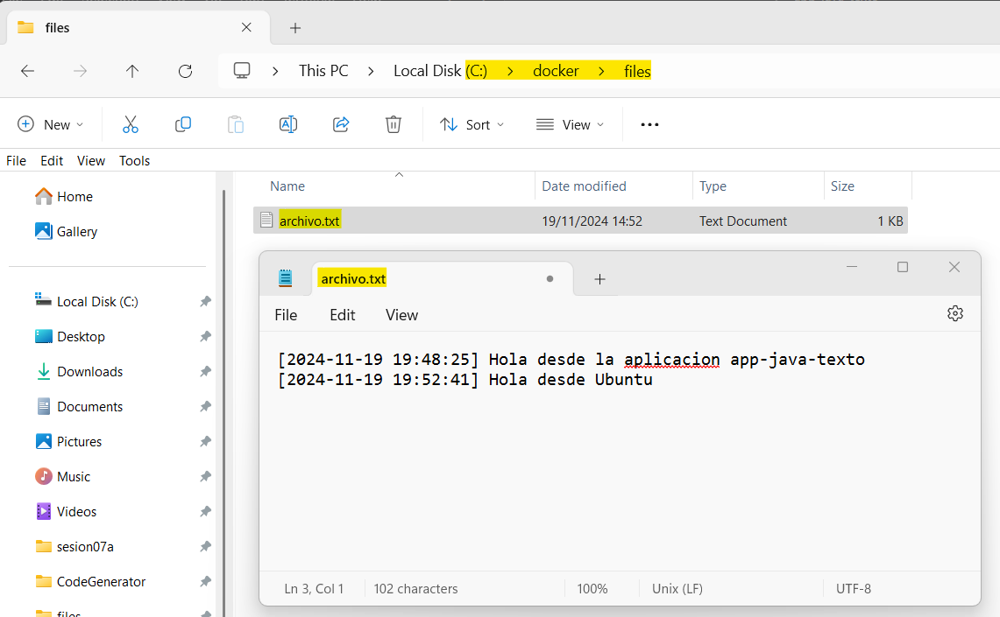 files
This PC > Local Disk (C:) > docker > files
New
Sort
View
File Edit View Tools
Home
Gallery
Local Disk (C:)
Desktop
Downloads
Documents
Pictures
Music
Videos
sesion07a
CodeGenerator
files
Name Date modified Type Size
archivo.txt 19/11/2024 14:52 Text Document 1 KB
archivo.txt
File Edit View
[2024-11-19 19:48:25] Hola desde la aplicacion app-java-texto
[2024-11-19 19:52:41] Hola desde Ubuntu
Ln 3, Col 1 102 characters 100% Unix (LF) UTF-8